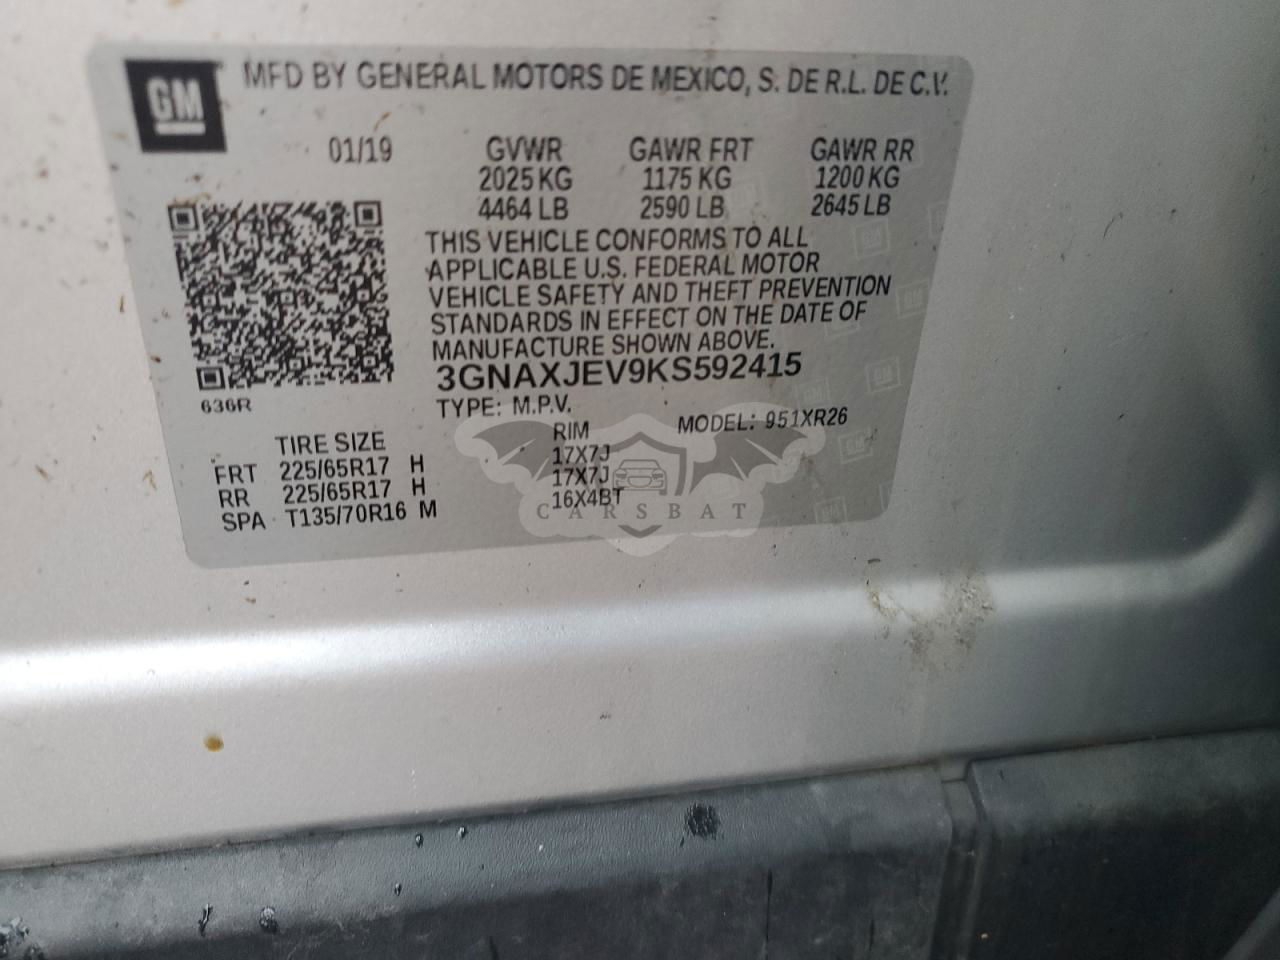 GM
MFD BY GENERAL MOTORS DE MEXICO, S. DE R.L. DE C.V.
01/19 GVWR GAWR FRT GAWR RR
2025 KG 1175 KG 1200 KG
4464 LB 2590 LB 2645 LB
THIS VEHICLE CONFORMS TO ALL
APPLICABLE U.S. FEDERAL MOTOR
VEHICLE SAFETY AND THEFT PREVENTION
STANDARDS IN EFFECT ON THE DATE OF
MANUFACTURE SHOWN ABOVE.
3GNAXJEV9KS592415
636R
TYPE: M.P.V. MODEL: 951XR26
TIRE SIZE RIM
FRT 225/65R17 H 17X7J
RR 225/65R17 H 17X7J
SPA T135/70R16 M 16X4BT
CARSBAT